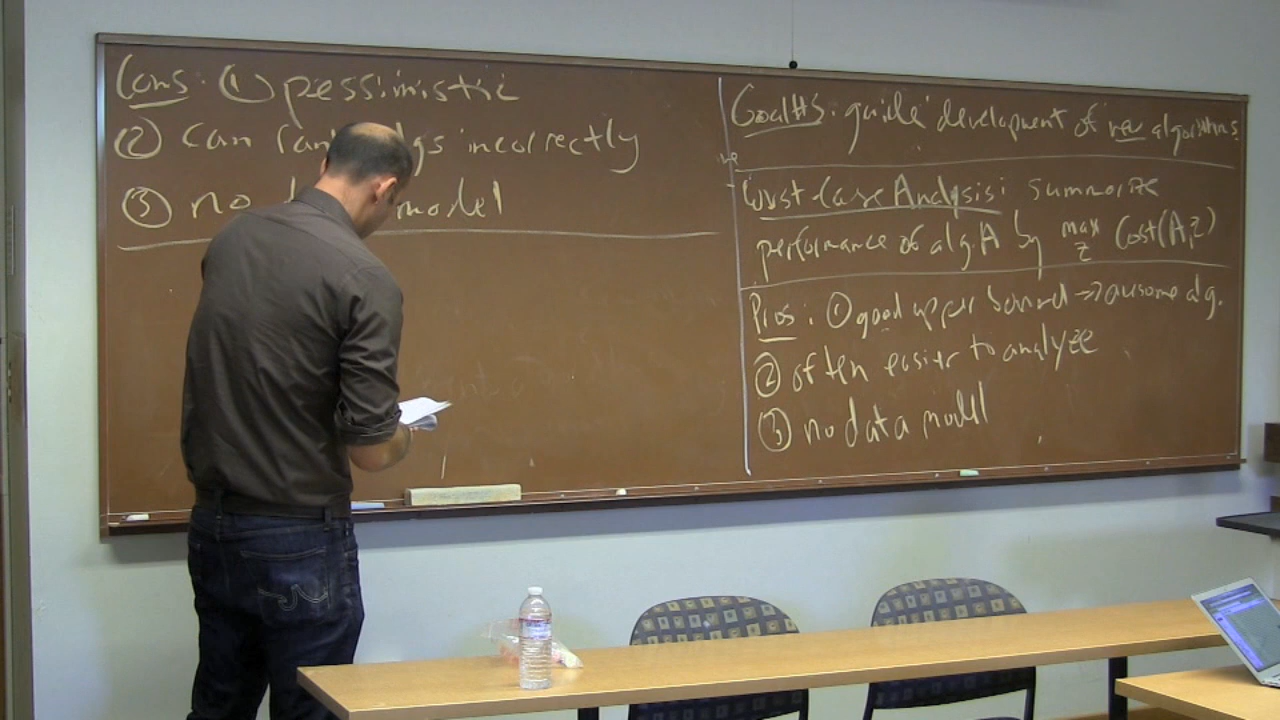 Cons: ① pessimistic
② can rank algs incorrectly
③ no model
Goal #3: guide development of new algorithms
Worst Case Analysis: summarize
performance of alg. A by max Cost(A,z)
z
Pros: ① good upper bound → awesome alg.
② often easier to analyze
③ no data model